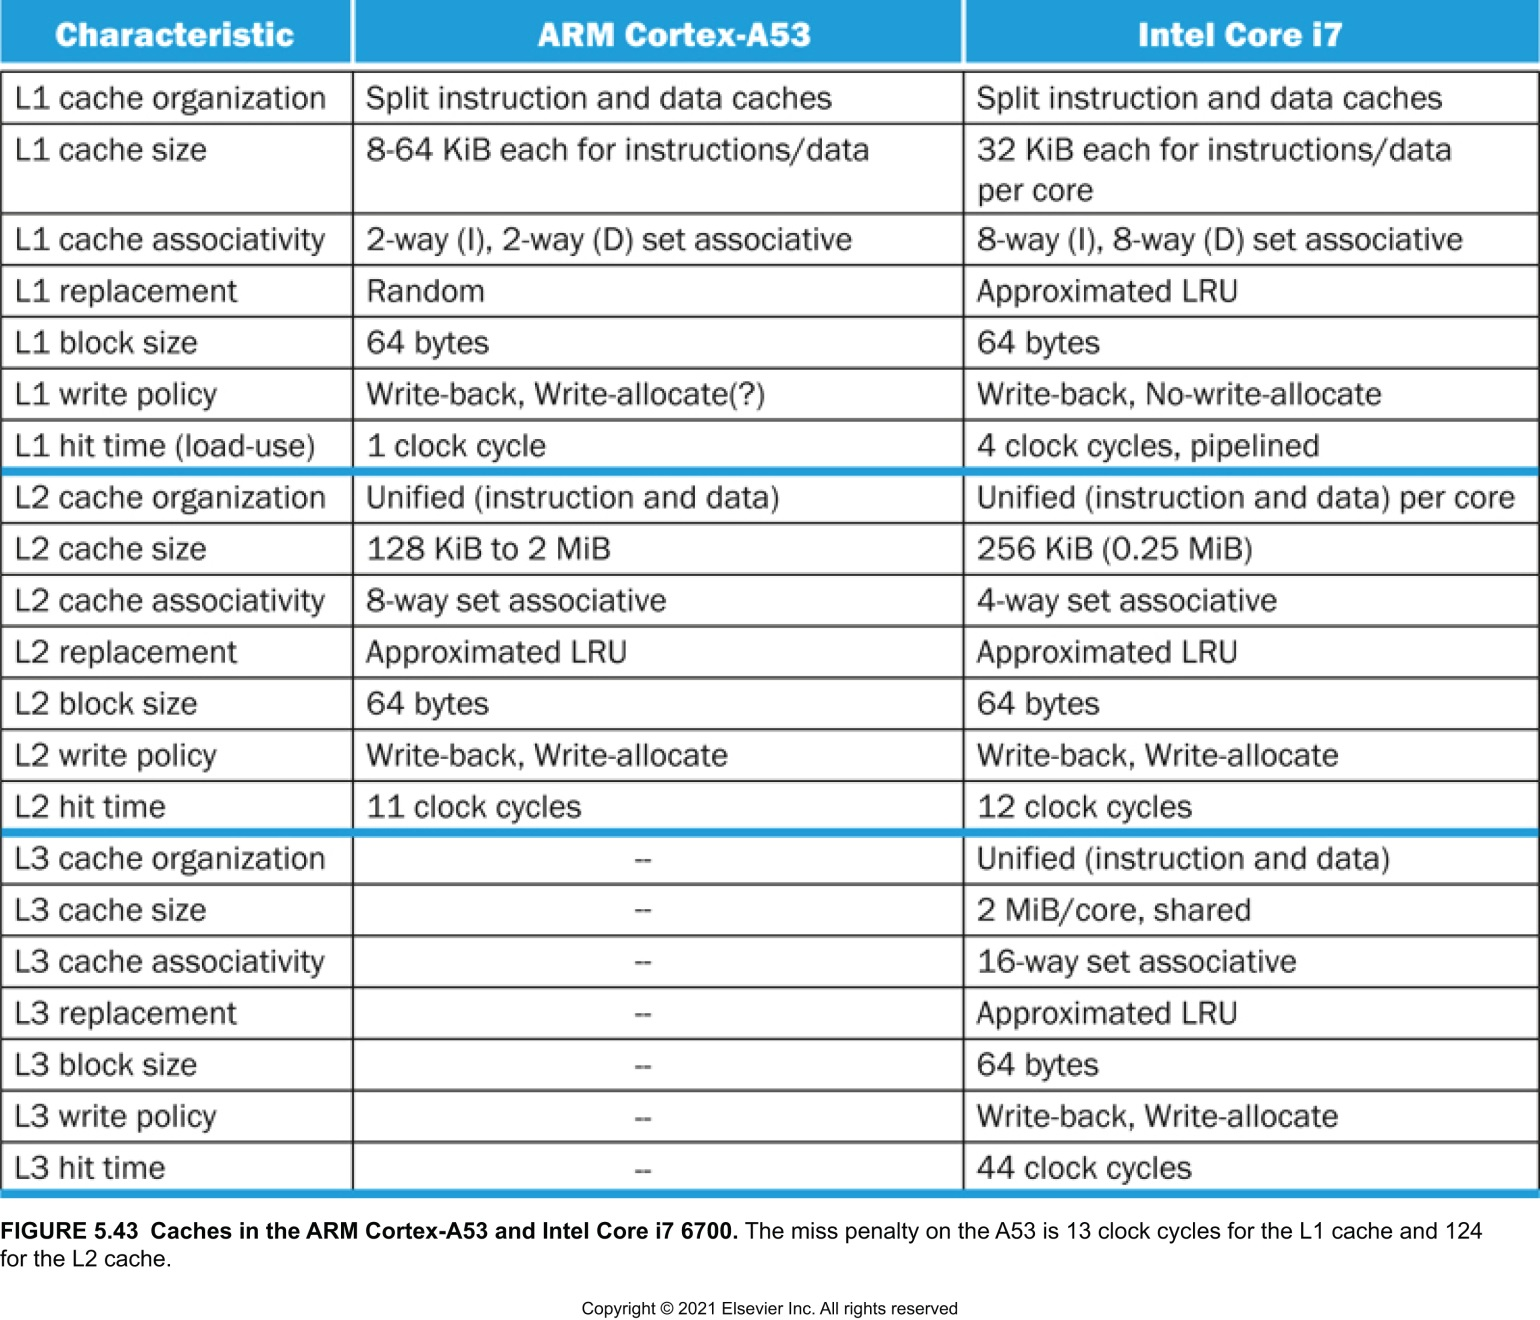 Characteristic ARM Cortex-A53 Intel Core i7
L1 cache organization Split instruction and data caches Split instruction and data caches
L1 cache size 8-64 KiB each for instructions/data 32 KiB each for instructions/data
per core
L1 cache associativity 2-way (I), 2-way (D) set associative 8-way (I), 8-way (D) set associative
L1 replacement Random Approximated LRU
L1 block size 64 bytes 64 bytes
L1 write policy Write-back, Write-allocate(?) Write-back, No-write-allocate
L1 hit time (load-use) 1 clock cycle 4 clock cycles, pipelined
L2 cache organization Unified (instruction and data) Unified (instruction and data) per core
L2 cache size 128 KiB to 2 MiB 256 KiB (0.25 MiB)
L2 cache associativity 8-way set associative 4-way set associative
L2 replacement Approximated LRU Approximated LRU
L2 block size 64 bytes 64 bytes
L2 write policy Write-back, Write-allocate Write-back, Write-allocate
L2 hit time 11 clock cycles 12 clock cycles
L3 cache organization -- Unified (instruction and data)
L3 cache size -- 2 MiB/core, shared
L3 cache associativity -- 16-way set associative
L3 replacement -- Approximated LRU
L3 block size -- 64 bytes
L3 write policy -- Write-back, Write-allocate
L3 hit time -- 44 clock cycles
FIGURE 5.43 Caches in the ARM Cortex-A53 and Intel Core i7 6700. The miss penalty on the A53 is 13 clock cycles for the L1 cache and 124
for the L2 cache.
Copyright © 2021 Elsevier Inc. All rights reserved